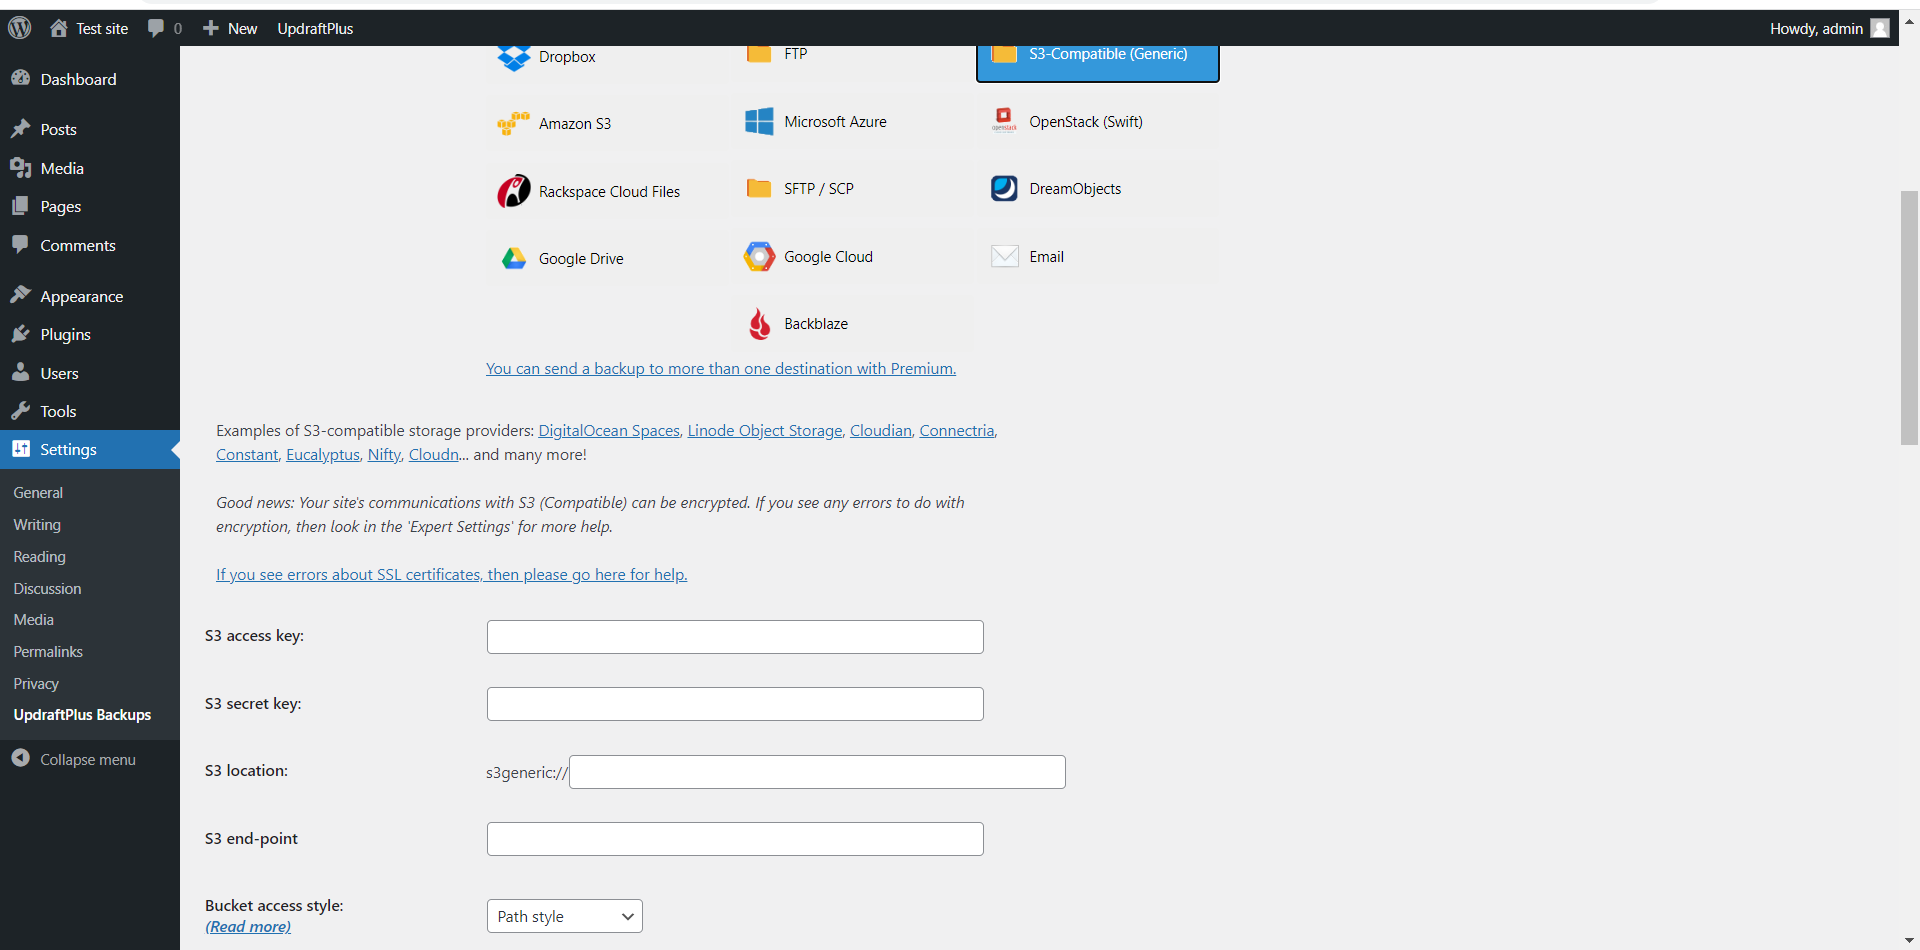 Test site
0
New
UpdraftPlus
Howdy, admin
Dashboard
Posts
Media
Pages
Comments
Appearance
Plugins
Users
Tools
Settings
General
Writing
Reading
Discussion
Media
Permalinks
Privacy
UpdraftPlus Backups
Collapse menu
Dropbox
FTP
S3-Compatible (Generic)
Amazon S3
Microsoft Azure
openstack
OpenStack (Swift)
Rackspace Cloud Files
SFTP / SCP
DreamObjects
Google Drive
Google Cloud
Email
Backblaze
You can send a backup to more than one destination with Premium.
Examples of S3-compatible storage providers: DigitalOcean Spaces, Linode Object Storage, Cloudian, Connectria,
Constant, Eucalyptus, Nifty, Cloudn... and many more!
Good news: Your site's communications with S3 (Compatible) can be encrypted. If you see any errors to do with
encryption, then look in the 'Expert Settings' for more help.
If you see errors about SSL certificates, then please go here for help.
S3 access key:
S3 secret key:
S3 location:
s3generic://
S3 end-point
Bucket access style:
(Read more)
Path style